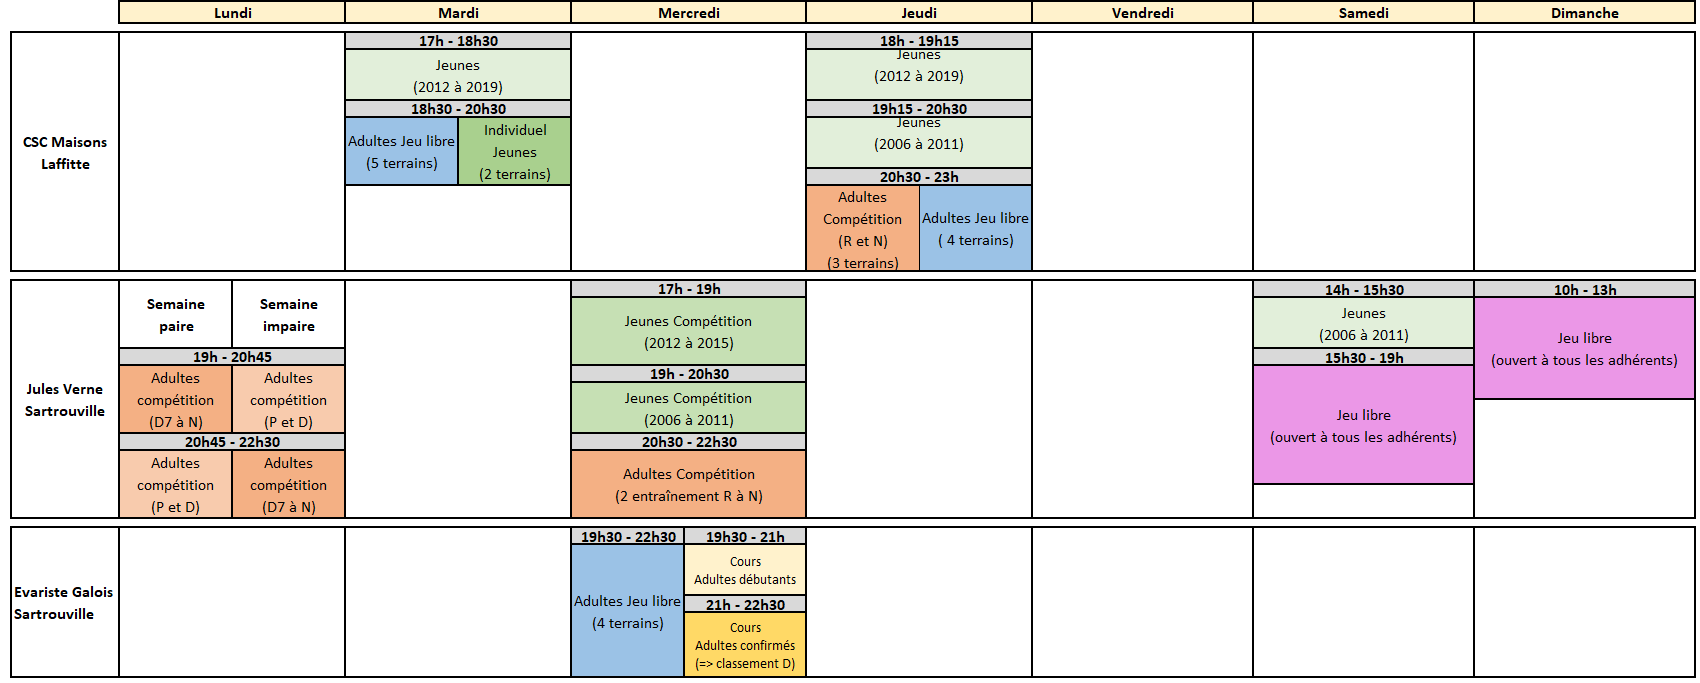 Lundi
Mardi
Mercredi
Jeudi
Vendredi
Samedi
Dimanche
CSC Maisons
Laffitte
17h - 18h30
Jeunes
(2012 à 2019)
18h30 - 20h30
Adultes Jeu libre
(5 terrains)
Individuel
Jeunes
(2 terrains)
18h - 19h15
Jeunes
(2012 à 2019)
19h15 - 20h30
Jeunes
(2006 à 2011)
20h30 - 23h
Adultes
Compétition
(R et N)
(3 terrains)
Adultes Jeu libre
( 4 terrains)
Jules Verne
Sartrouville
Semaine
paire
Semaine
impaire
19h - 20h45
Adultes
compétition
(D7 à N)
Adultes
compétition
(P et D)
20h45 - 22h30
Adultes
compétition
(P et D)
Adultes
compétition
(D7 à N)
17h - 19h
Jeunes Compétition
(2012 à 2015)
19h - 20h30
Jeunes Compétition
(2006 à 2011)
20h30 - 22h30
Adultes Compétition
(2 entraînement R à N)
14h - 15h30
Jeunes
(2006 à 2011)
15h30 - 19h
Jeu libre
(ouvert à tous les adhérents)
10h - 13h
Jeu libre
(ouvert à tous les adhérents)
Evariste Galois
Sartrouville
19h30 - 22h30
Adultes Jeu libre
(4 terrains)
19h30 - 21h
Cours
Adultes débutants
21h - 22h30
Cours
Adultes confirmés
(=> classement D)